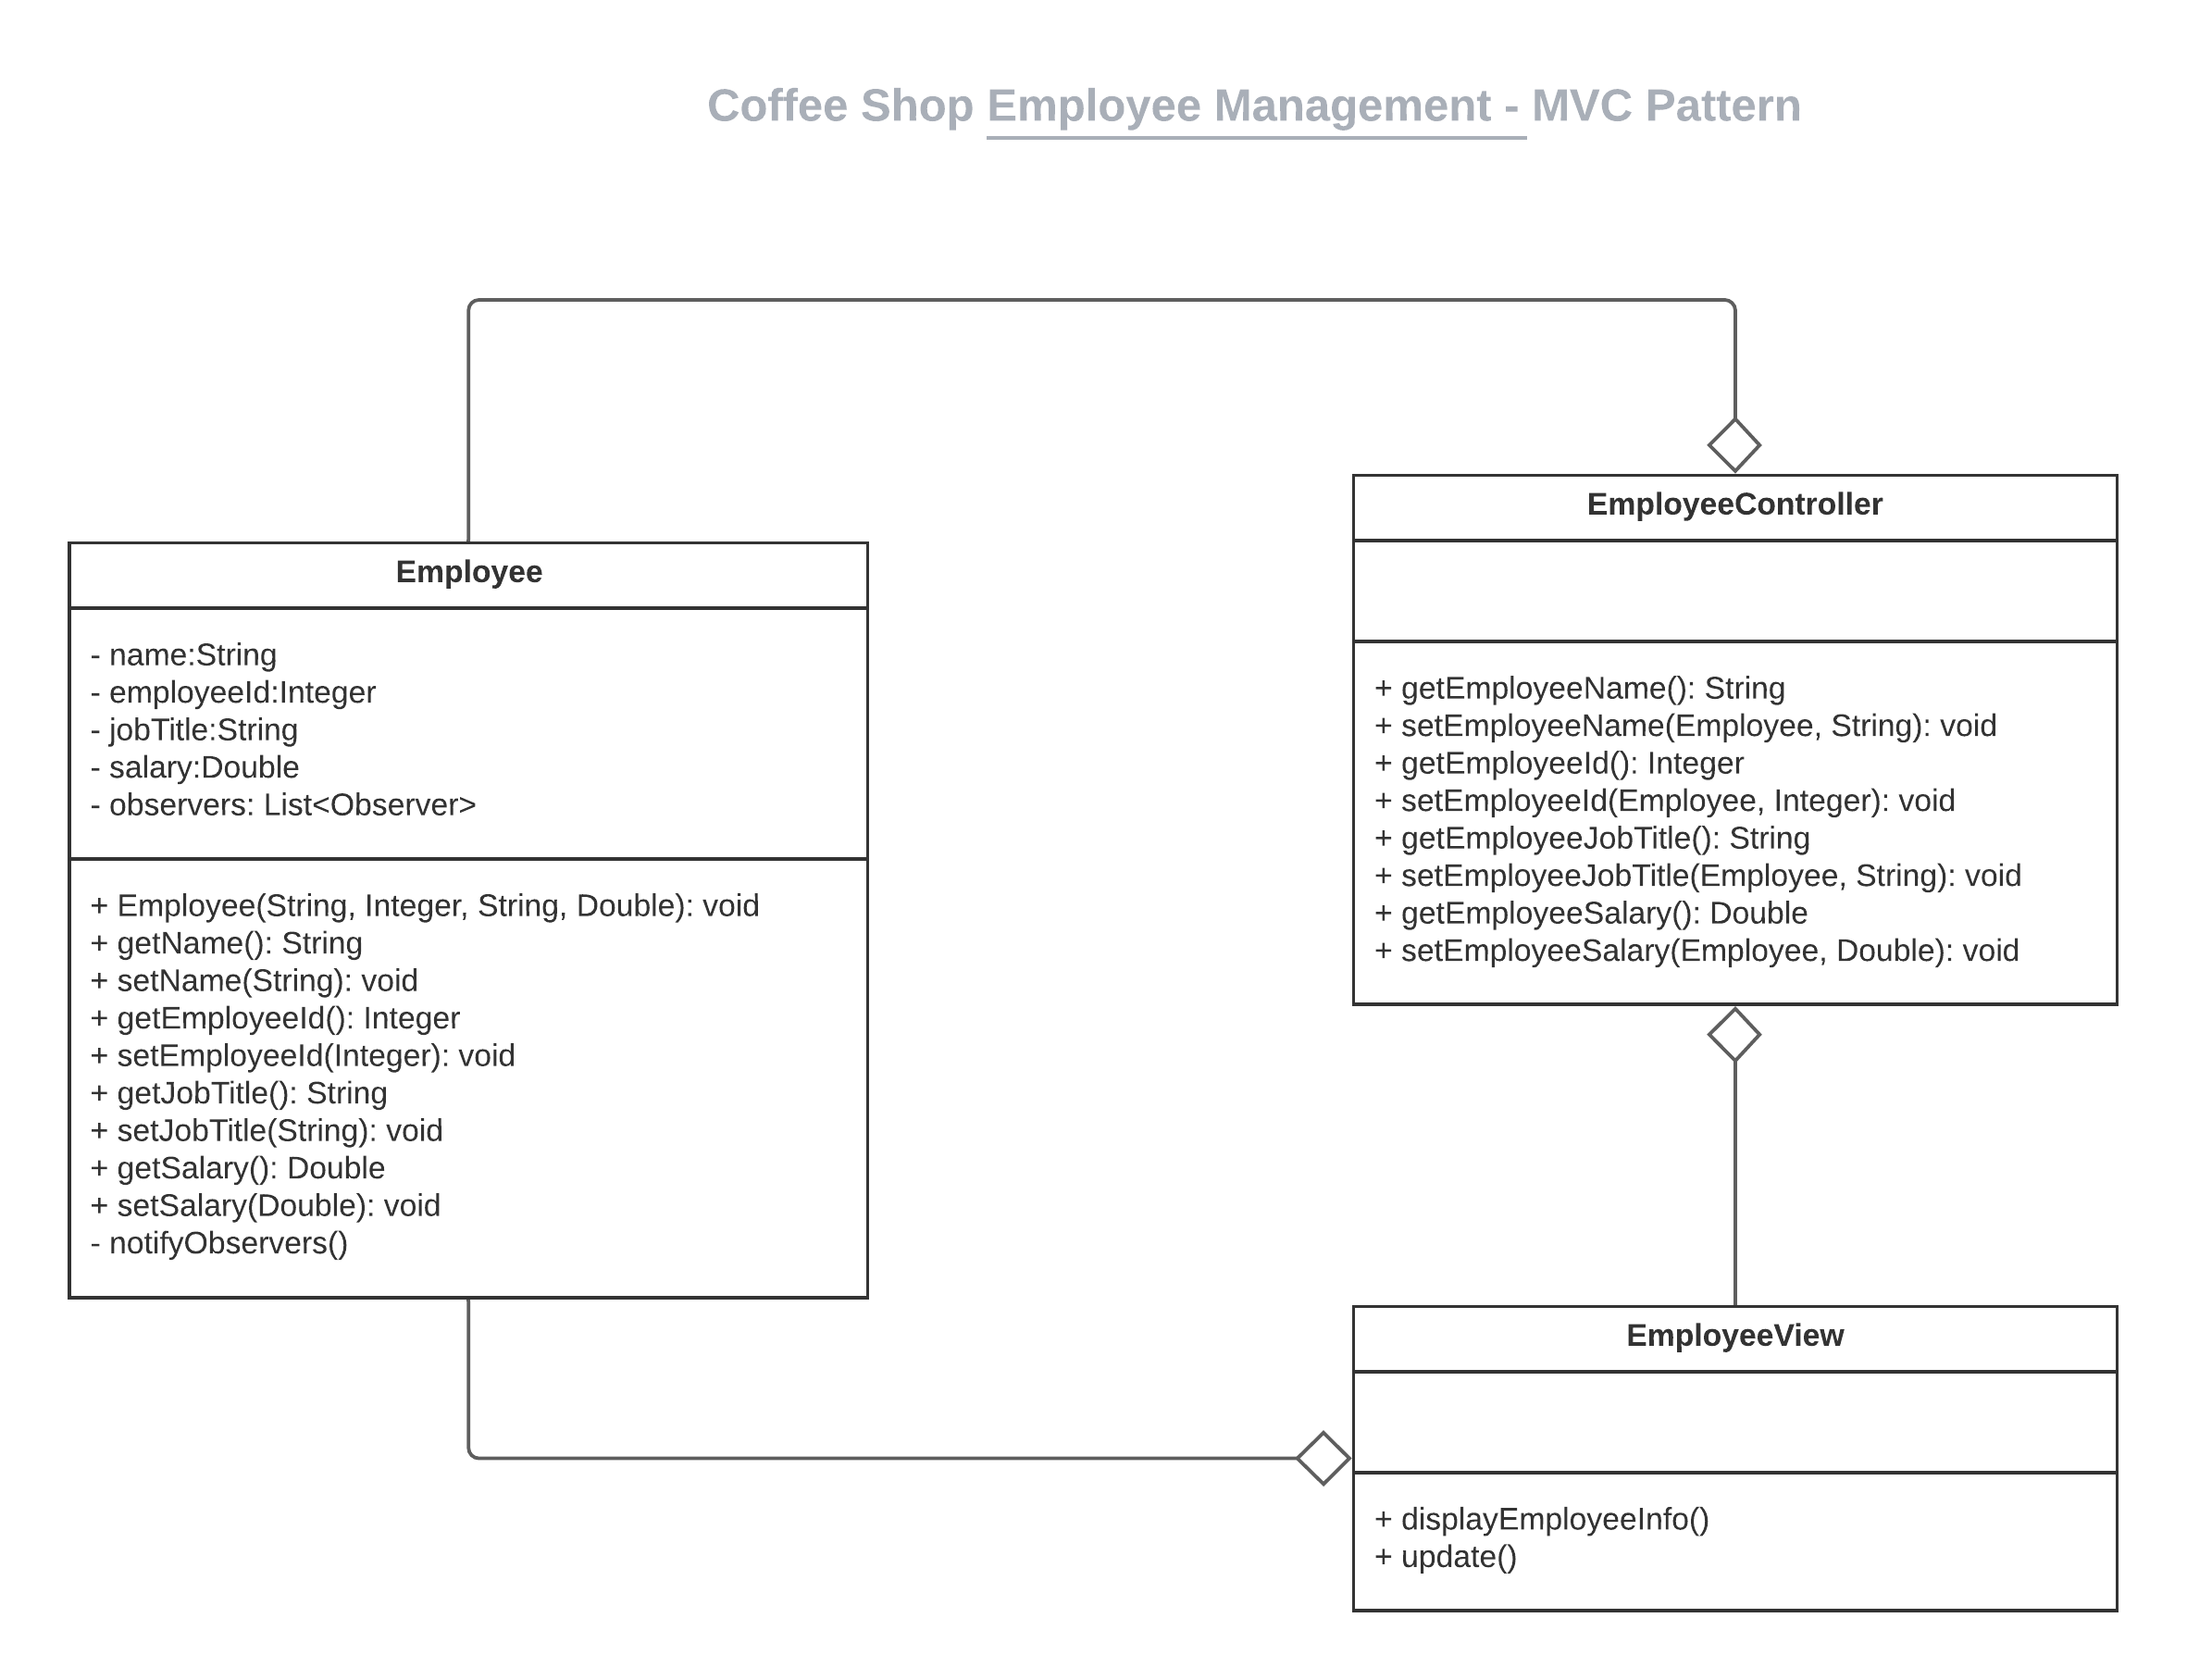 Coffee Shop Employee Management - MVC Pattern
Employee
- name:String
- employeeId:Integer
- jobTitle:String
- salary:Double
- observers: List<Observer>
+ Employee(String, Integer, String, Double): void
+ getName(): String
+ setName(String): void
+ getEmployeeId(): Integer
+ setEmployeeId(Integer): void
+ getJobTitle(): String
+ setJobTitle(String): void
+ getSalary(): Double
+ setSalary(Double): void
- notifyObservers()
EmployeeController
+ getEmployeeName(): String
+ setEmployeeName(Employee, String): void
+ getEmployeeId(): Integer
+ setEmployeeId(Employee, Integer): void
+ getEmployeeJobTitle(): String
+ setEmployeeJobTitle(Employee, String): void
+ getEmployeeSalary(): Double
+ setEmployeeSalary(Employee, Double): void
EmployeeView
+ displayEmployeeInfo()
+ update()